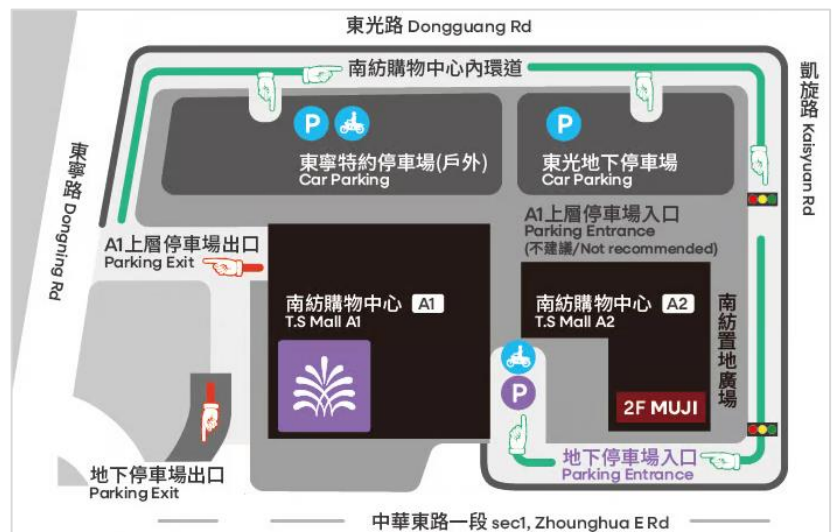 東光路 Dongguang Rd
南紡購物中心內環道
凱旋路 Kaisyuan Rd
東寧路 Dongning Rd
P
東寧特約停車場(戶外)
Car Parking
P
東光地下停車場
Car Parking
A1上層停車場出口
Parking Exit
A1上層停車場入口
Parking Entrance
(不建議/Not recommended)
南紡購物中心 A1
T.S Mall A1
南紡購物中心 A2
T.S Mall A2
南紡置地廣場
P
2F MUJI
地下停車場入口
Parking Entrance
地下停車場出口
Parking Exit
中華東路一段 sec1, Zhounghua E Rd